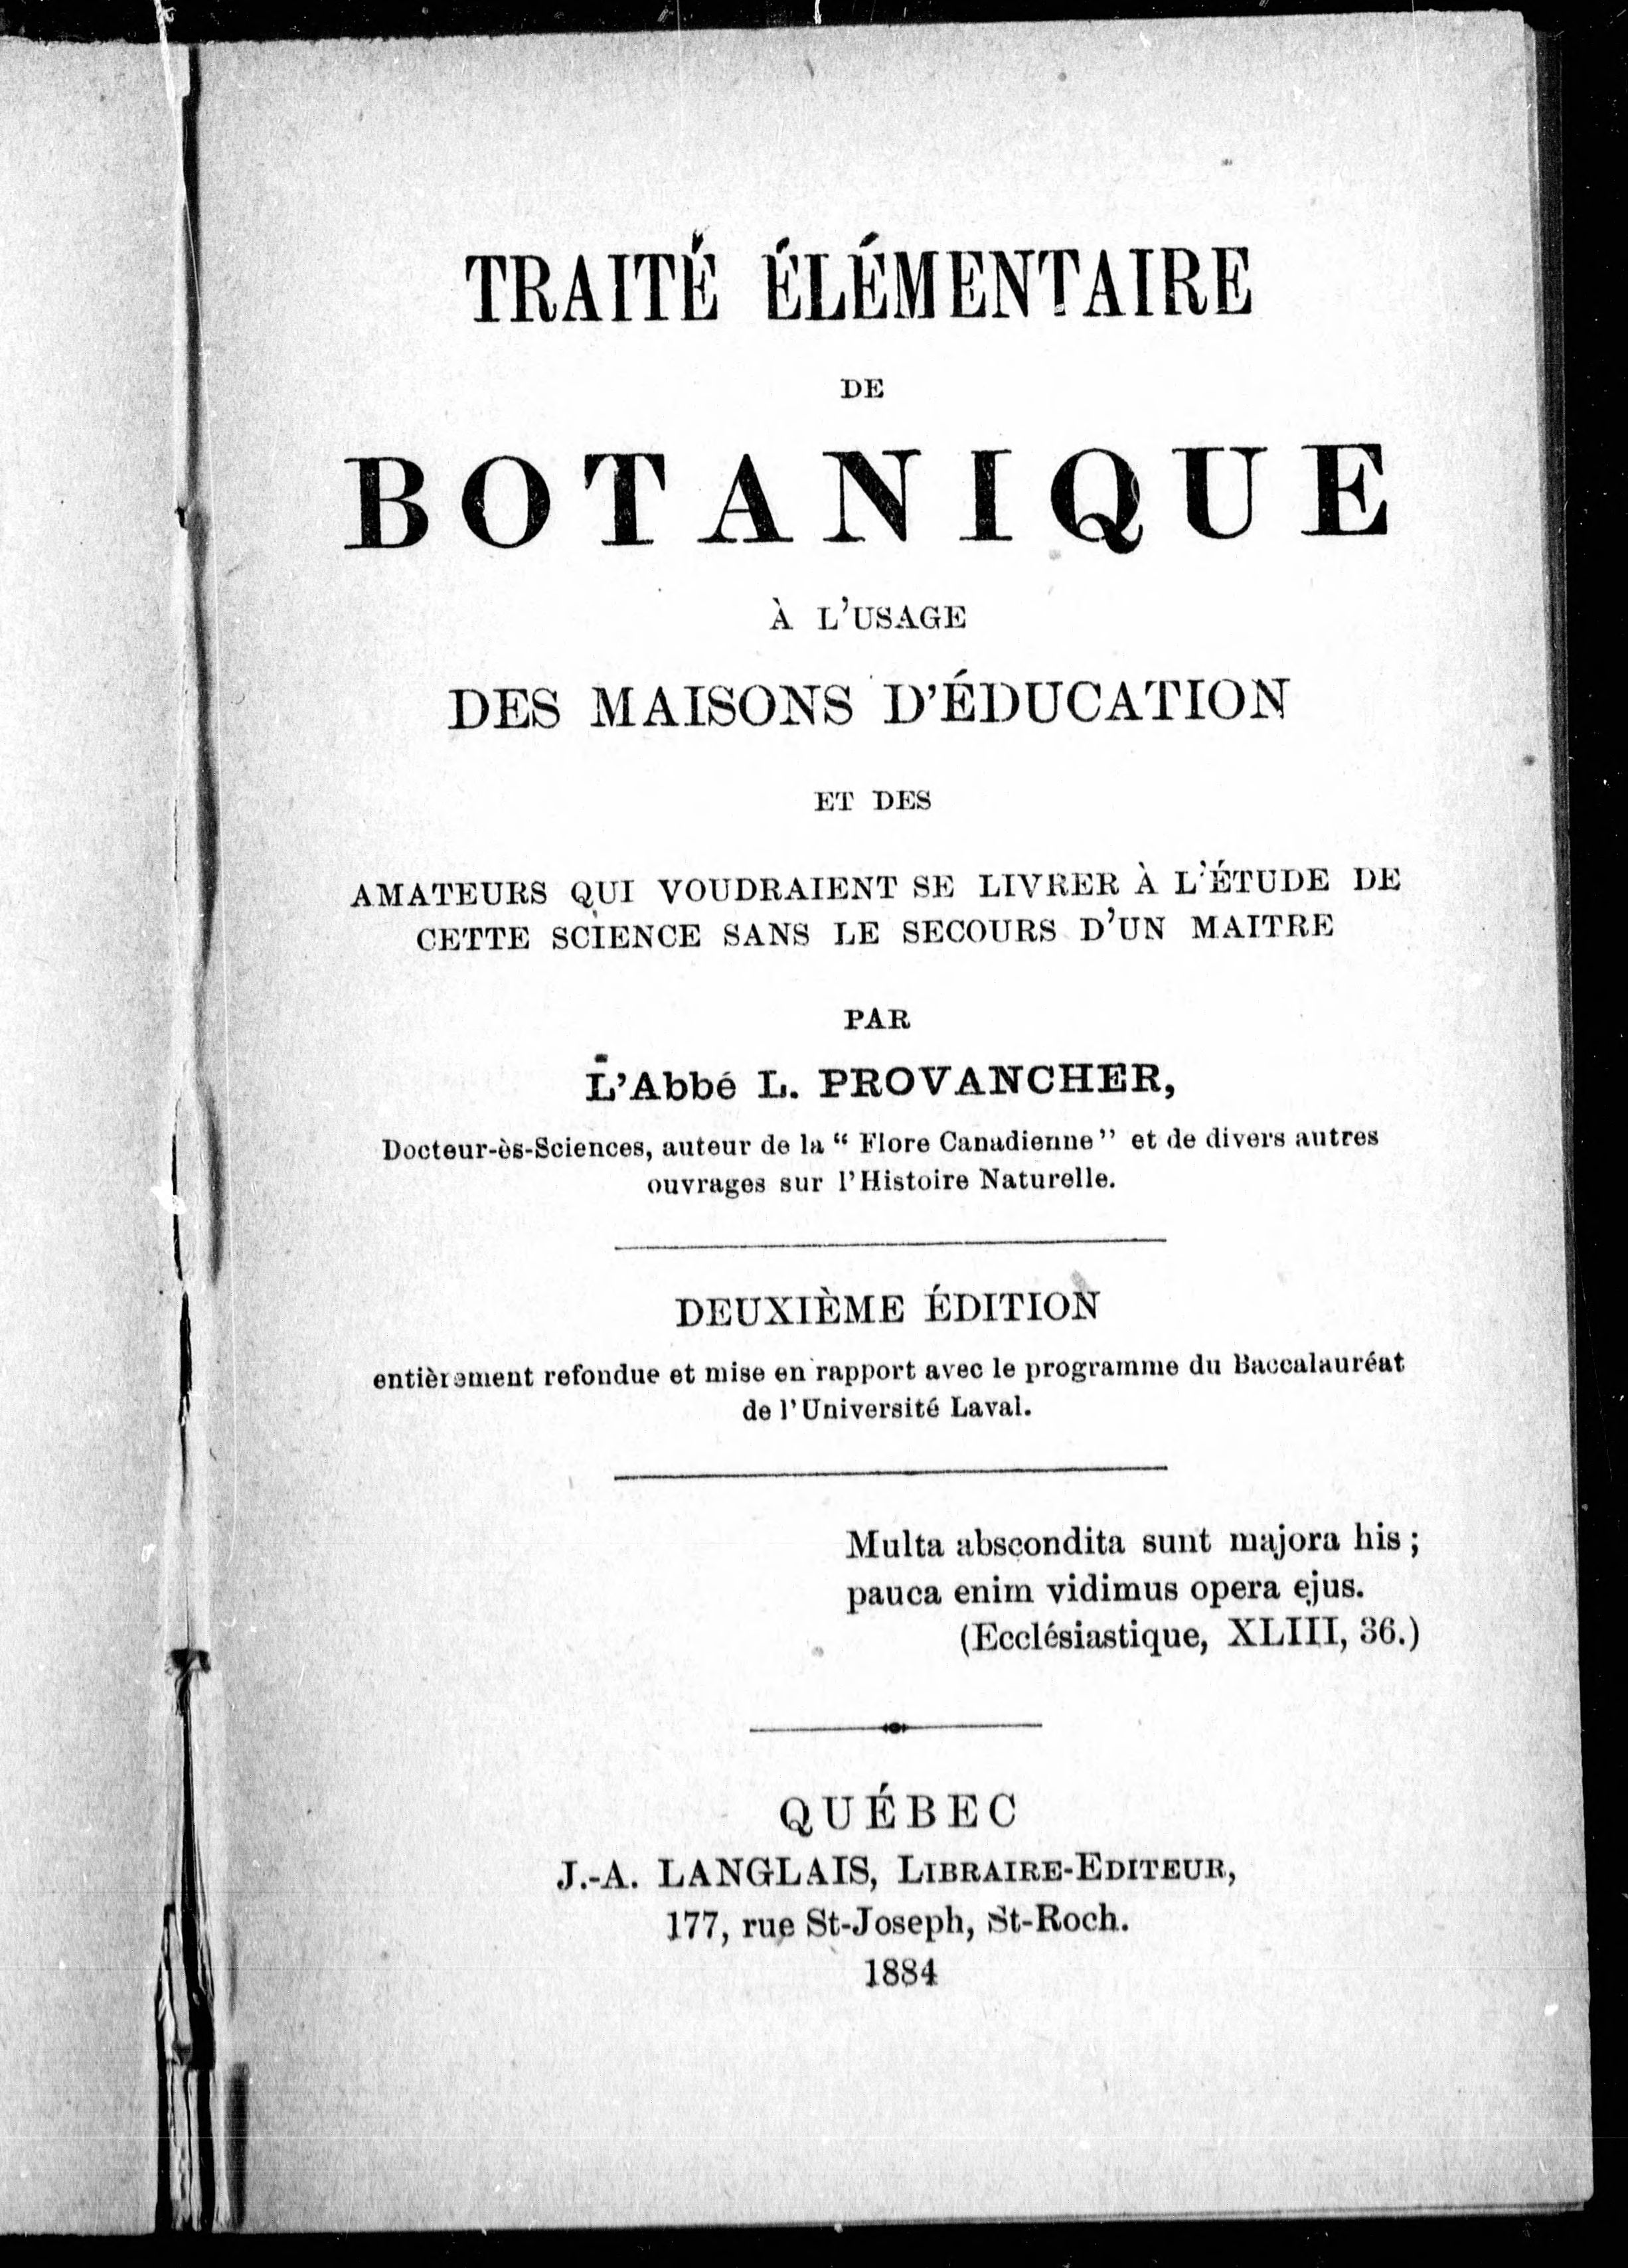 TRAITÉ ÉLÉMENTAIRE
DE
BOTANIQUE
À L'USAGE
DES MAISONS D'ÉDUCATION
ET DES
AMATEURS QUI VOUDRAIENT SE LIVRER À L'ÉTUDE DE
CETTE SCIENCE SANS LE SECOURS D'UN MAITRE
PAR
L'Abbé L. PROVANCHER,
Docteur-ès-Sciences, auteur de la “ Flore Canadienne ” et de divers autres
ouvrages sur l'Histoire Naturelle.
DEUXIÈME ÉDITION
entièrement refondue et mise en rapport avec le programme du Baccalauréat
de l'Université Laval.
Multa abscondita sunt majora his ;
pauca enim vidimus opera ejus.
(Ecclésiastique, XLIII, 36.)
QUÉBEC
J.-A. LANGLAIS, LIBRAIRE-EDITEUR,
177, rue St-Joseph, St-Roch.
1884